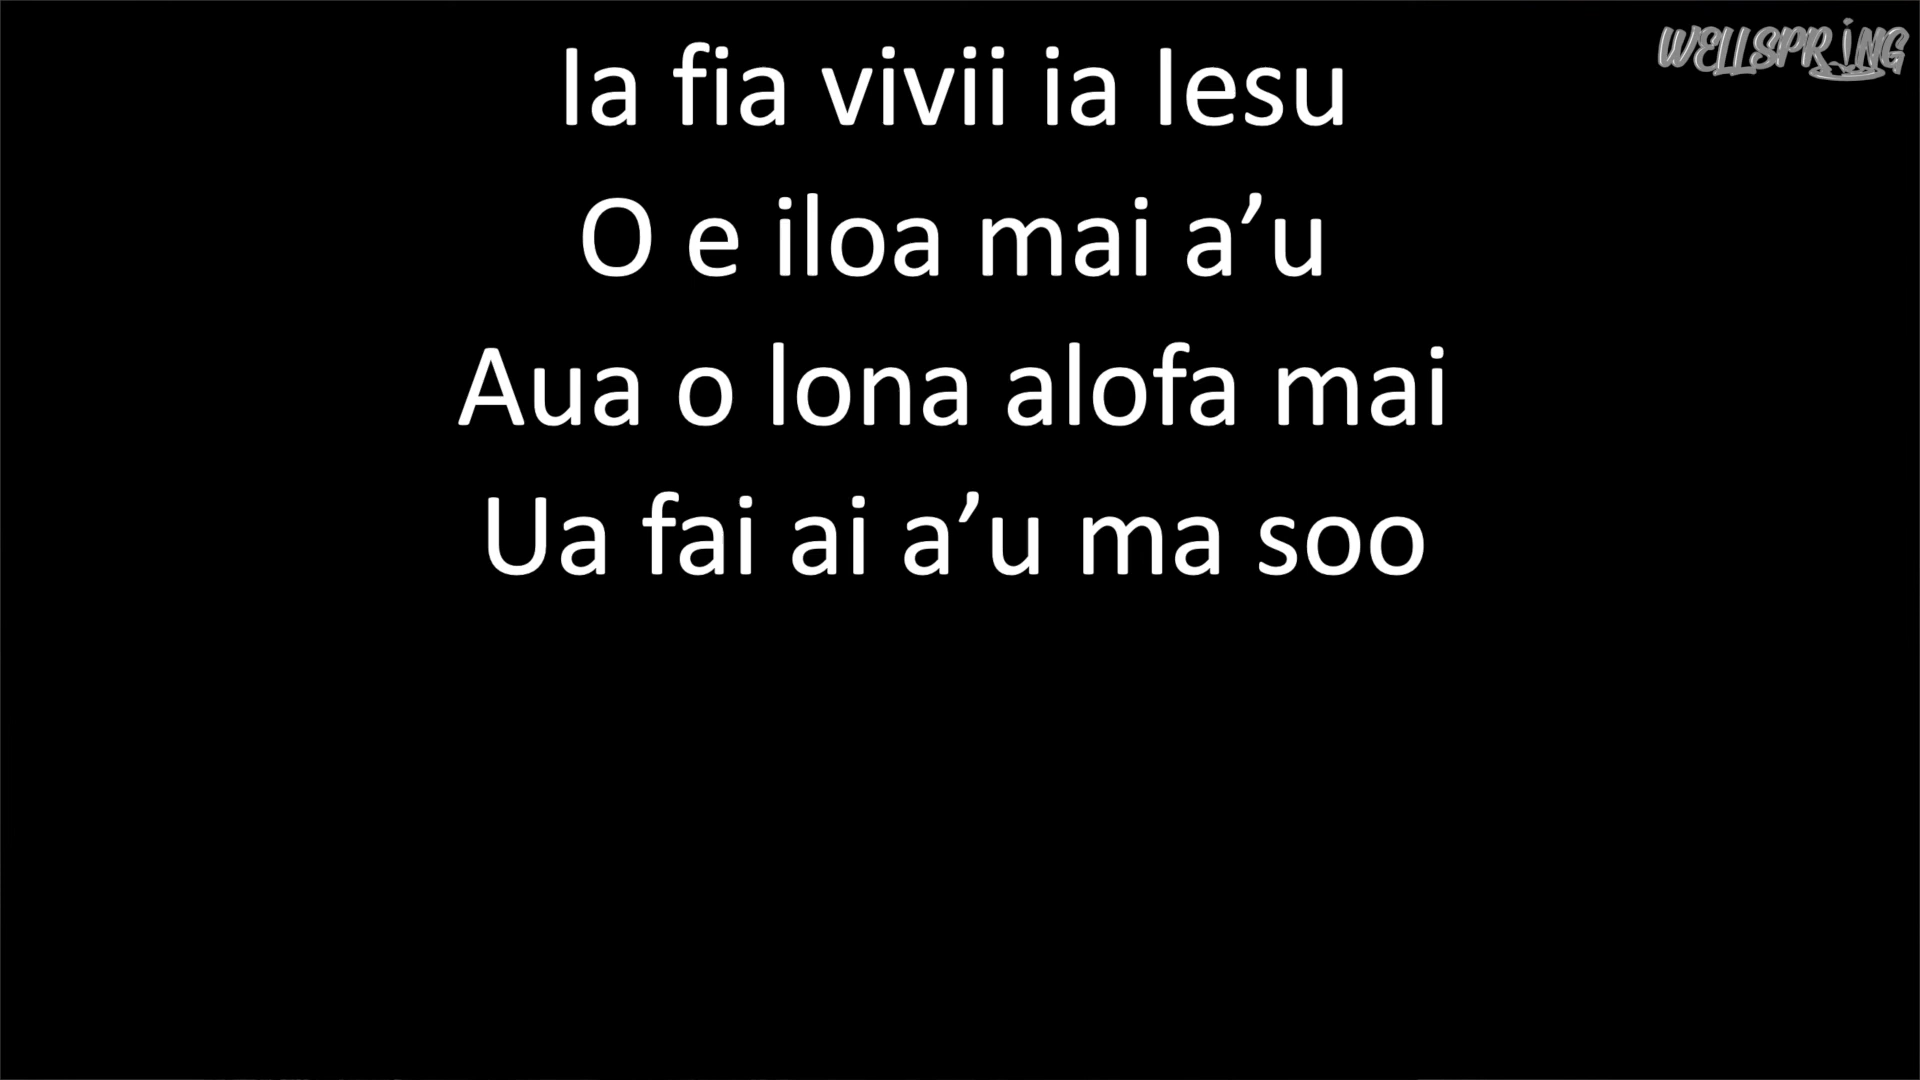 WELLSPRING
Ia fia vivii ia Iesu
O e iloa mai a’u
Aua o lona alofa mai
Ua fai ai a’u ma soo